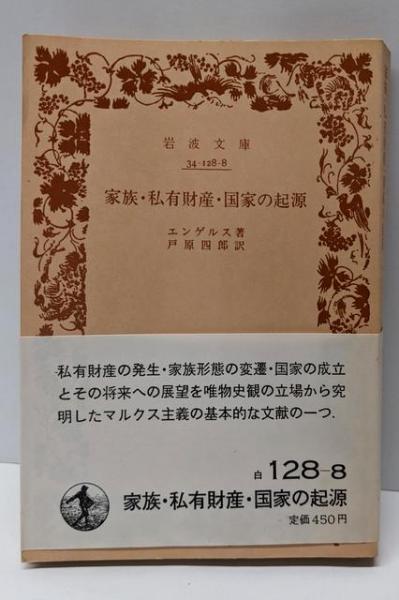 岩波文庫
34-128-8
家族・私有財産・国家の起源
エンゲルス著
戸原四郎訳
私有財産の発生・家族形態の変遷・国家の成立
とその将来への展望を唯物史観の立場から究
明したマルクス主義の基本的な文献の一つ.
白 128-8
家族・私有財産・国家の起源
定価450円